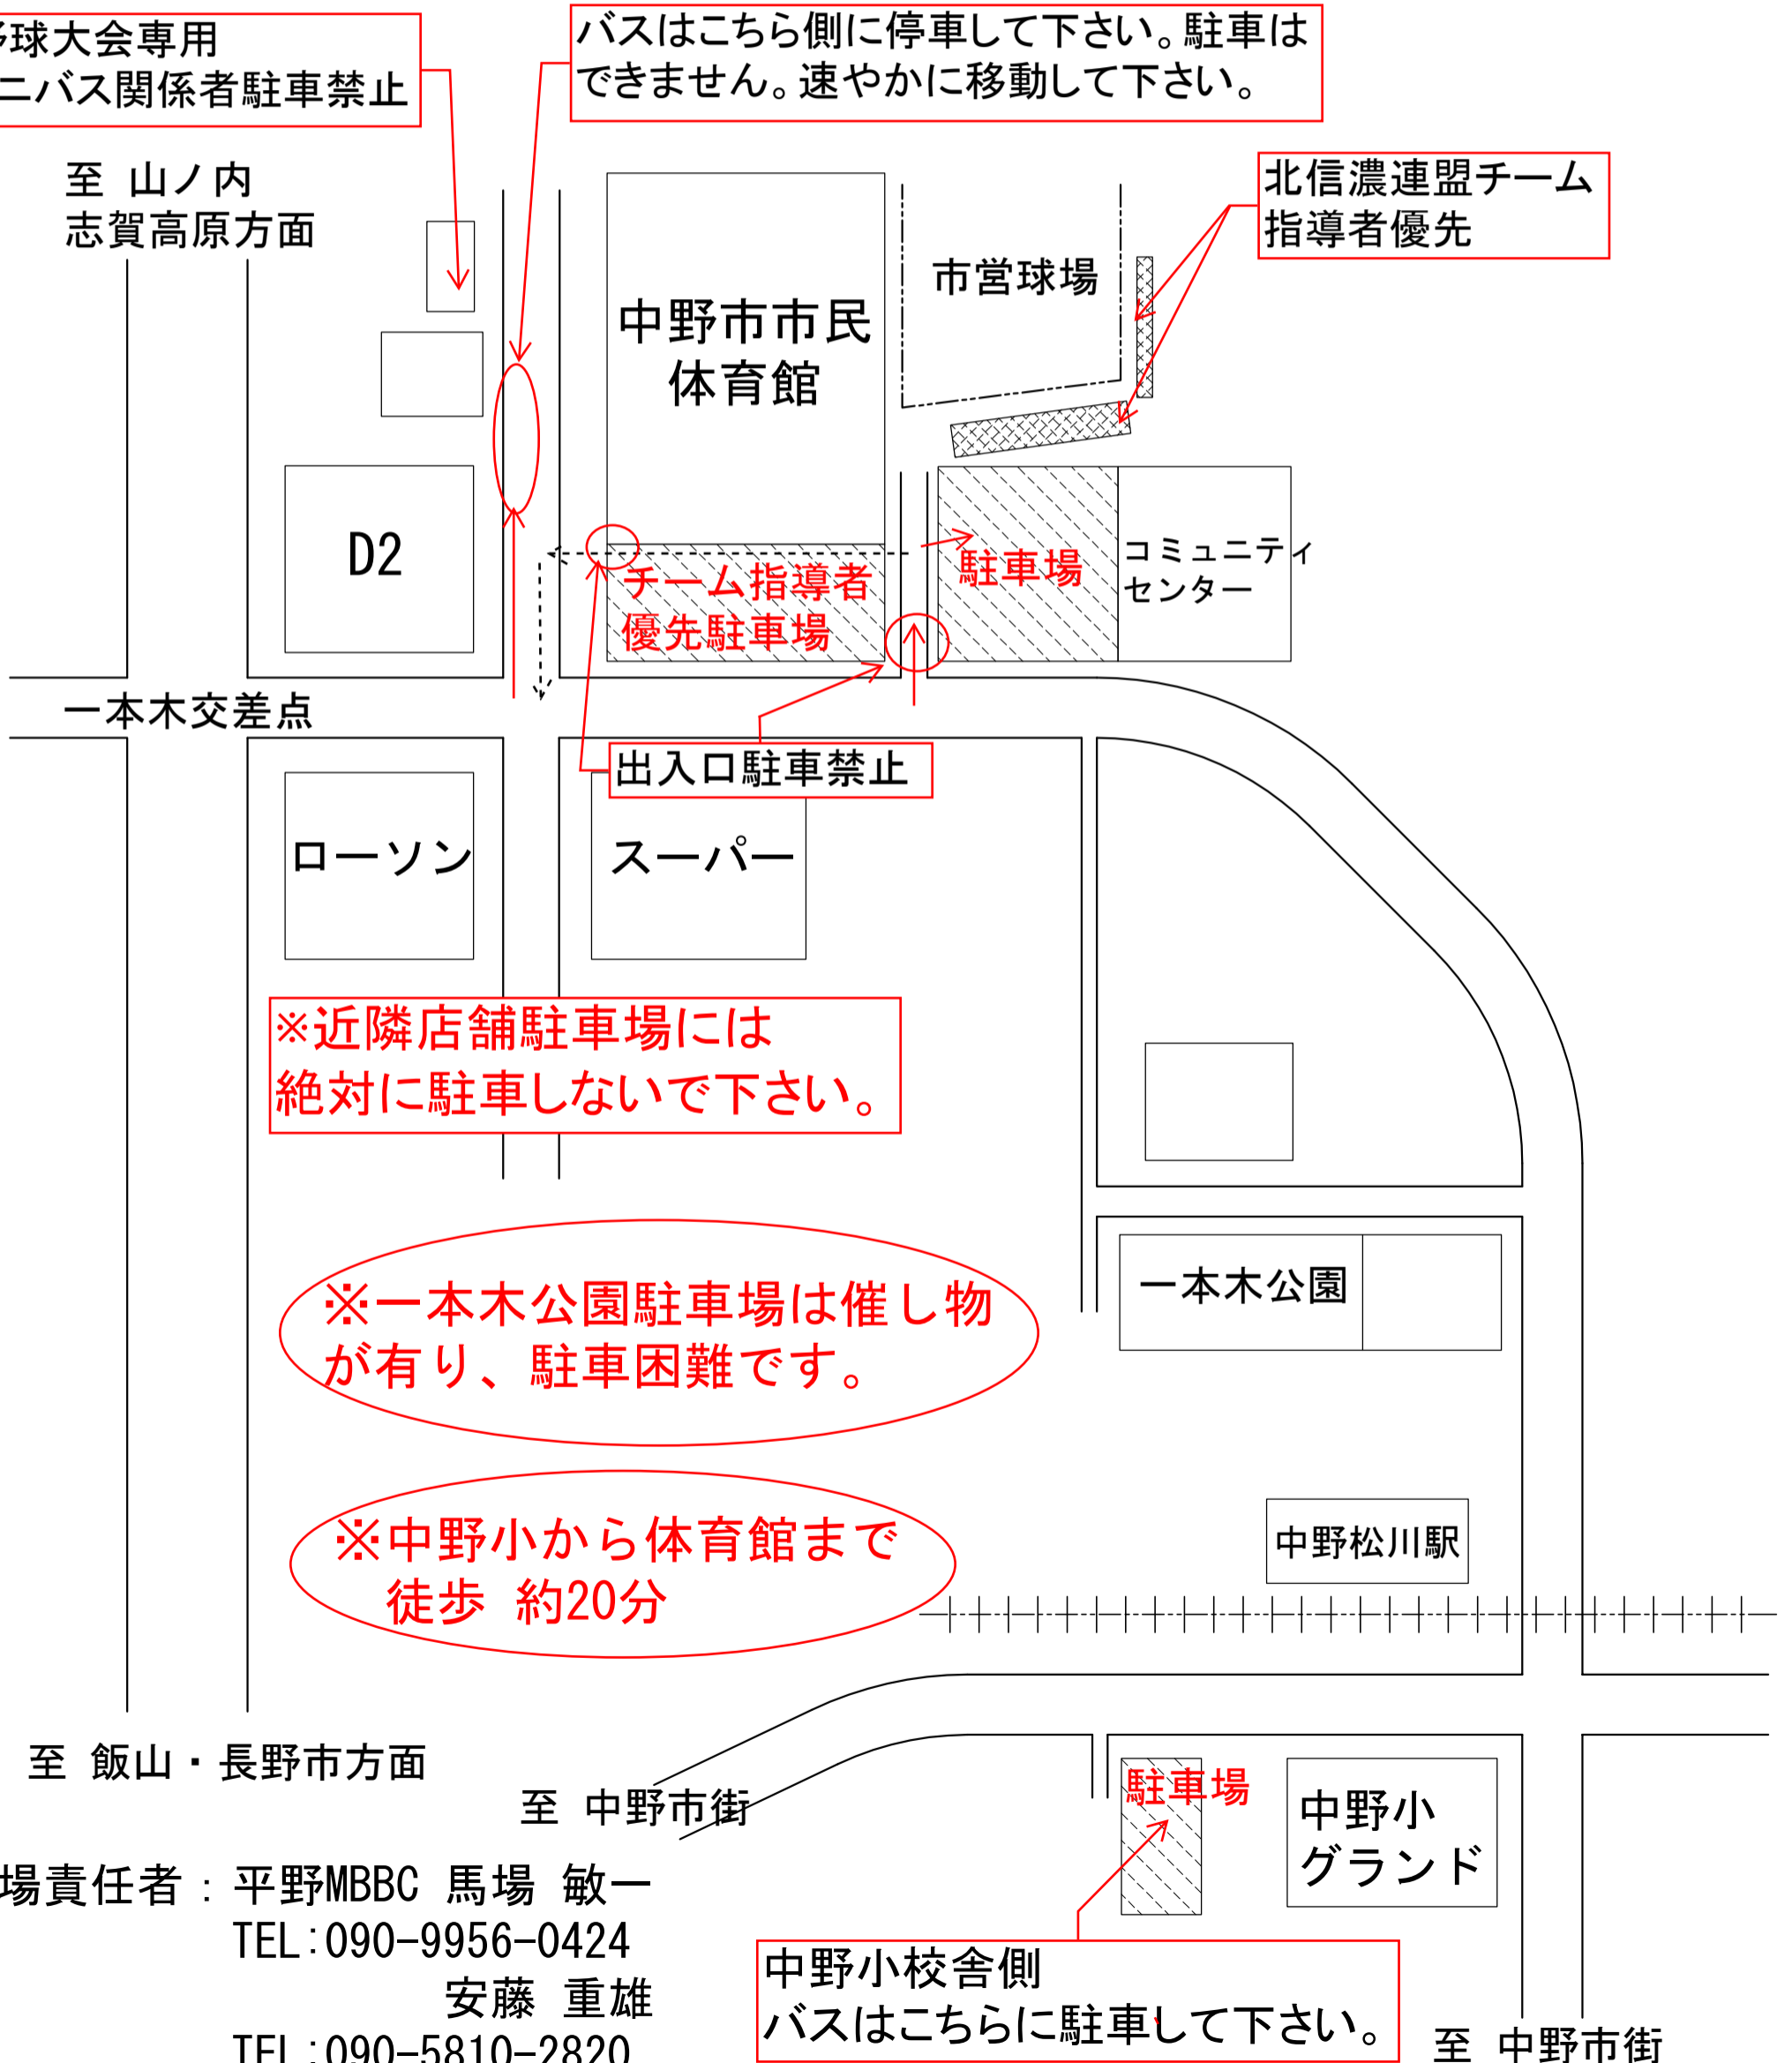 野球大会専用
ニバス関係者駐車禁止
バスはこちら側に停車して下さい。駐車は
できません。速やかに移動して下さい。
至 山ノ内
志賀高原方面
北信濃連盟チーム
指導者優先
市営球場
中野市市民
体育館
D2
チーム指導者
優先駐車場
駐車場
コミュニティ
センター
一本木交差点
出入口駐車禁止
ローソン
スーパー
※近隣店舗駐車場には
絶対に駐車しないで下さい。
※一本木公園駐車場は催し物
が有り、駐車困難です。
一本木公園
※中野小から体育館まで
徒歩 約20分
中野松川駅
至 飯山・長野市方面
至 中野市街
駐車場
中野小
グランド
場責任者：平野MBBC 馬場 敏一
TEL:090-9956-0424
安藤 重雄
TEL:090-5810-2820
中野小校舎側
バスはこちらに駐車して下さい。
至 中野市街